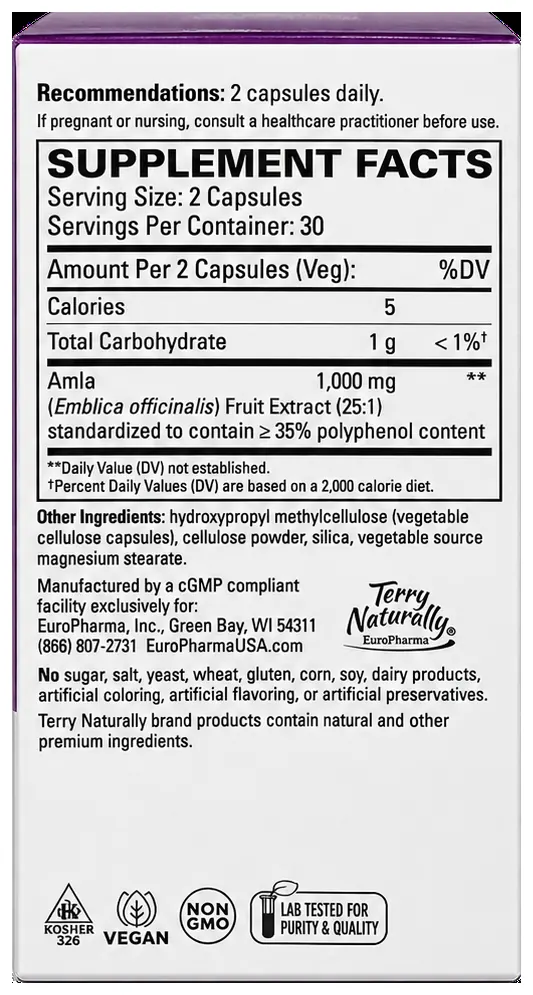 Recommendations: 2 capsules daily.
If pregnant or nursing, consult a healthcare practitioner before use.
SUPPLEMENT FACTS
Serving Size: 2 Capsules
Servings Per Container: 30
Amount Per 2 Capsules (Veg): %DV
Calories 5
Total Carbohydrate 1 g < 1%†
Amla 1,000 mg **
(Emblica officinalis) Fruit Extract (25:1)
standardized to contain ≥ 35% polyphenol content
**Daily Value (DV) not established.
†Percent Daily Values (DV) are based on a 2,000 calorie diet.
Other Ingredients: hydroxypropyl methylcellulose (vegetable
cellulose capsules), cellulose powder, silica, vegetable source
magnesium stearate.
Manufactured by a cGMP compliant
facility exclusively for:
EuroPharma, Inc., Green Bay, WI 54311
(866) 807-2731 EuroPharmaUSA.com
Terry
Naturally®
EuroPharma
No sugar, salt, yeast, wheat, gluten, corn, soy, dairy products,
artificial coloring, artificial flavoring, or artificial preservatives.
Terry Naturally brand products contain natural and other
premium ingredients.
KOSHER
326
VEGAN
NON
GMO
LAB TESTED FOR
PURITY & QUALITY